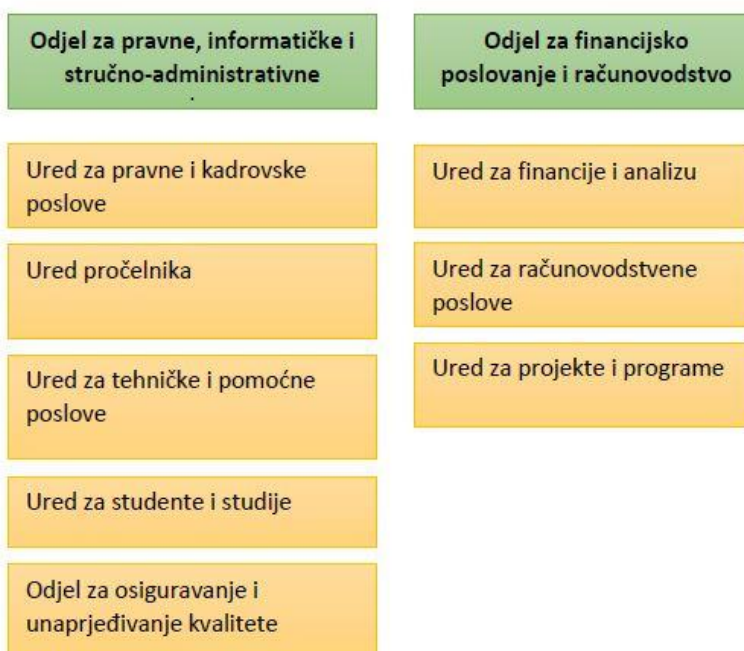 Odjel za pravne, informatičke i
stručno-administrativne
.
Ured za pravne i kadrovske
poslove
Ured pročelnika
Ured za tehničke i pomoćne
poslove
Ured za studente i studije
Odjel za osiguravanje i
unaprjeđivanje kvalitete
Odjel za financijsko
poslovanje i računovodstvo
Ured za financije i analizu
Ured za računovodstvene
poslove
Ured za projekte i programe